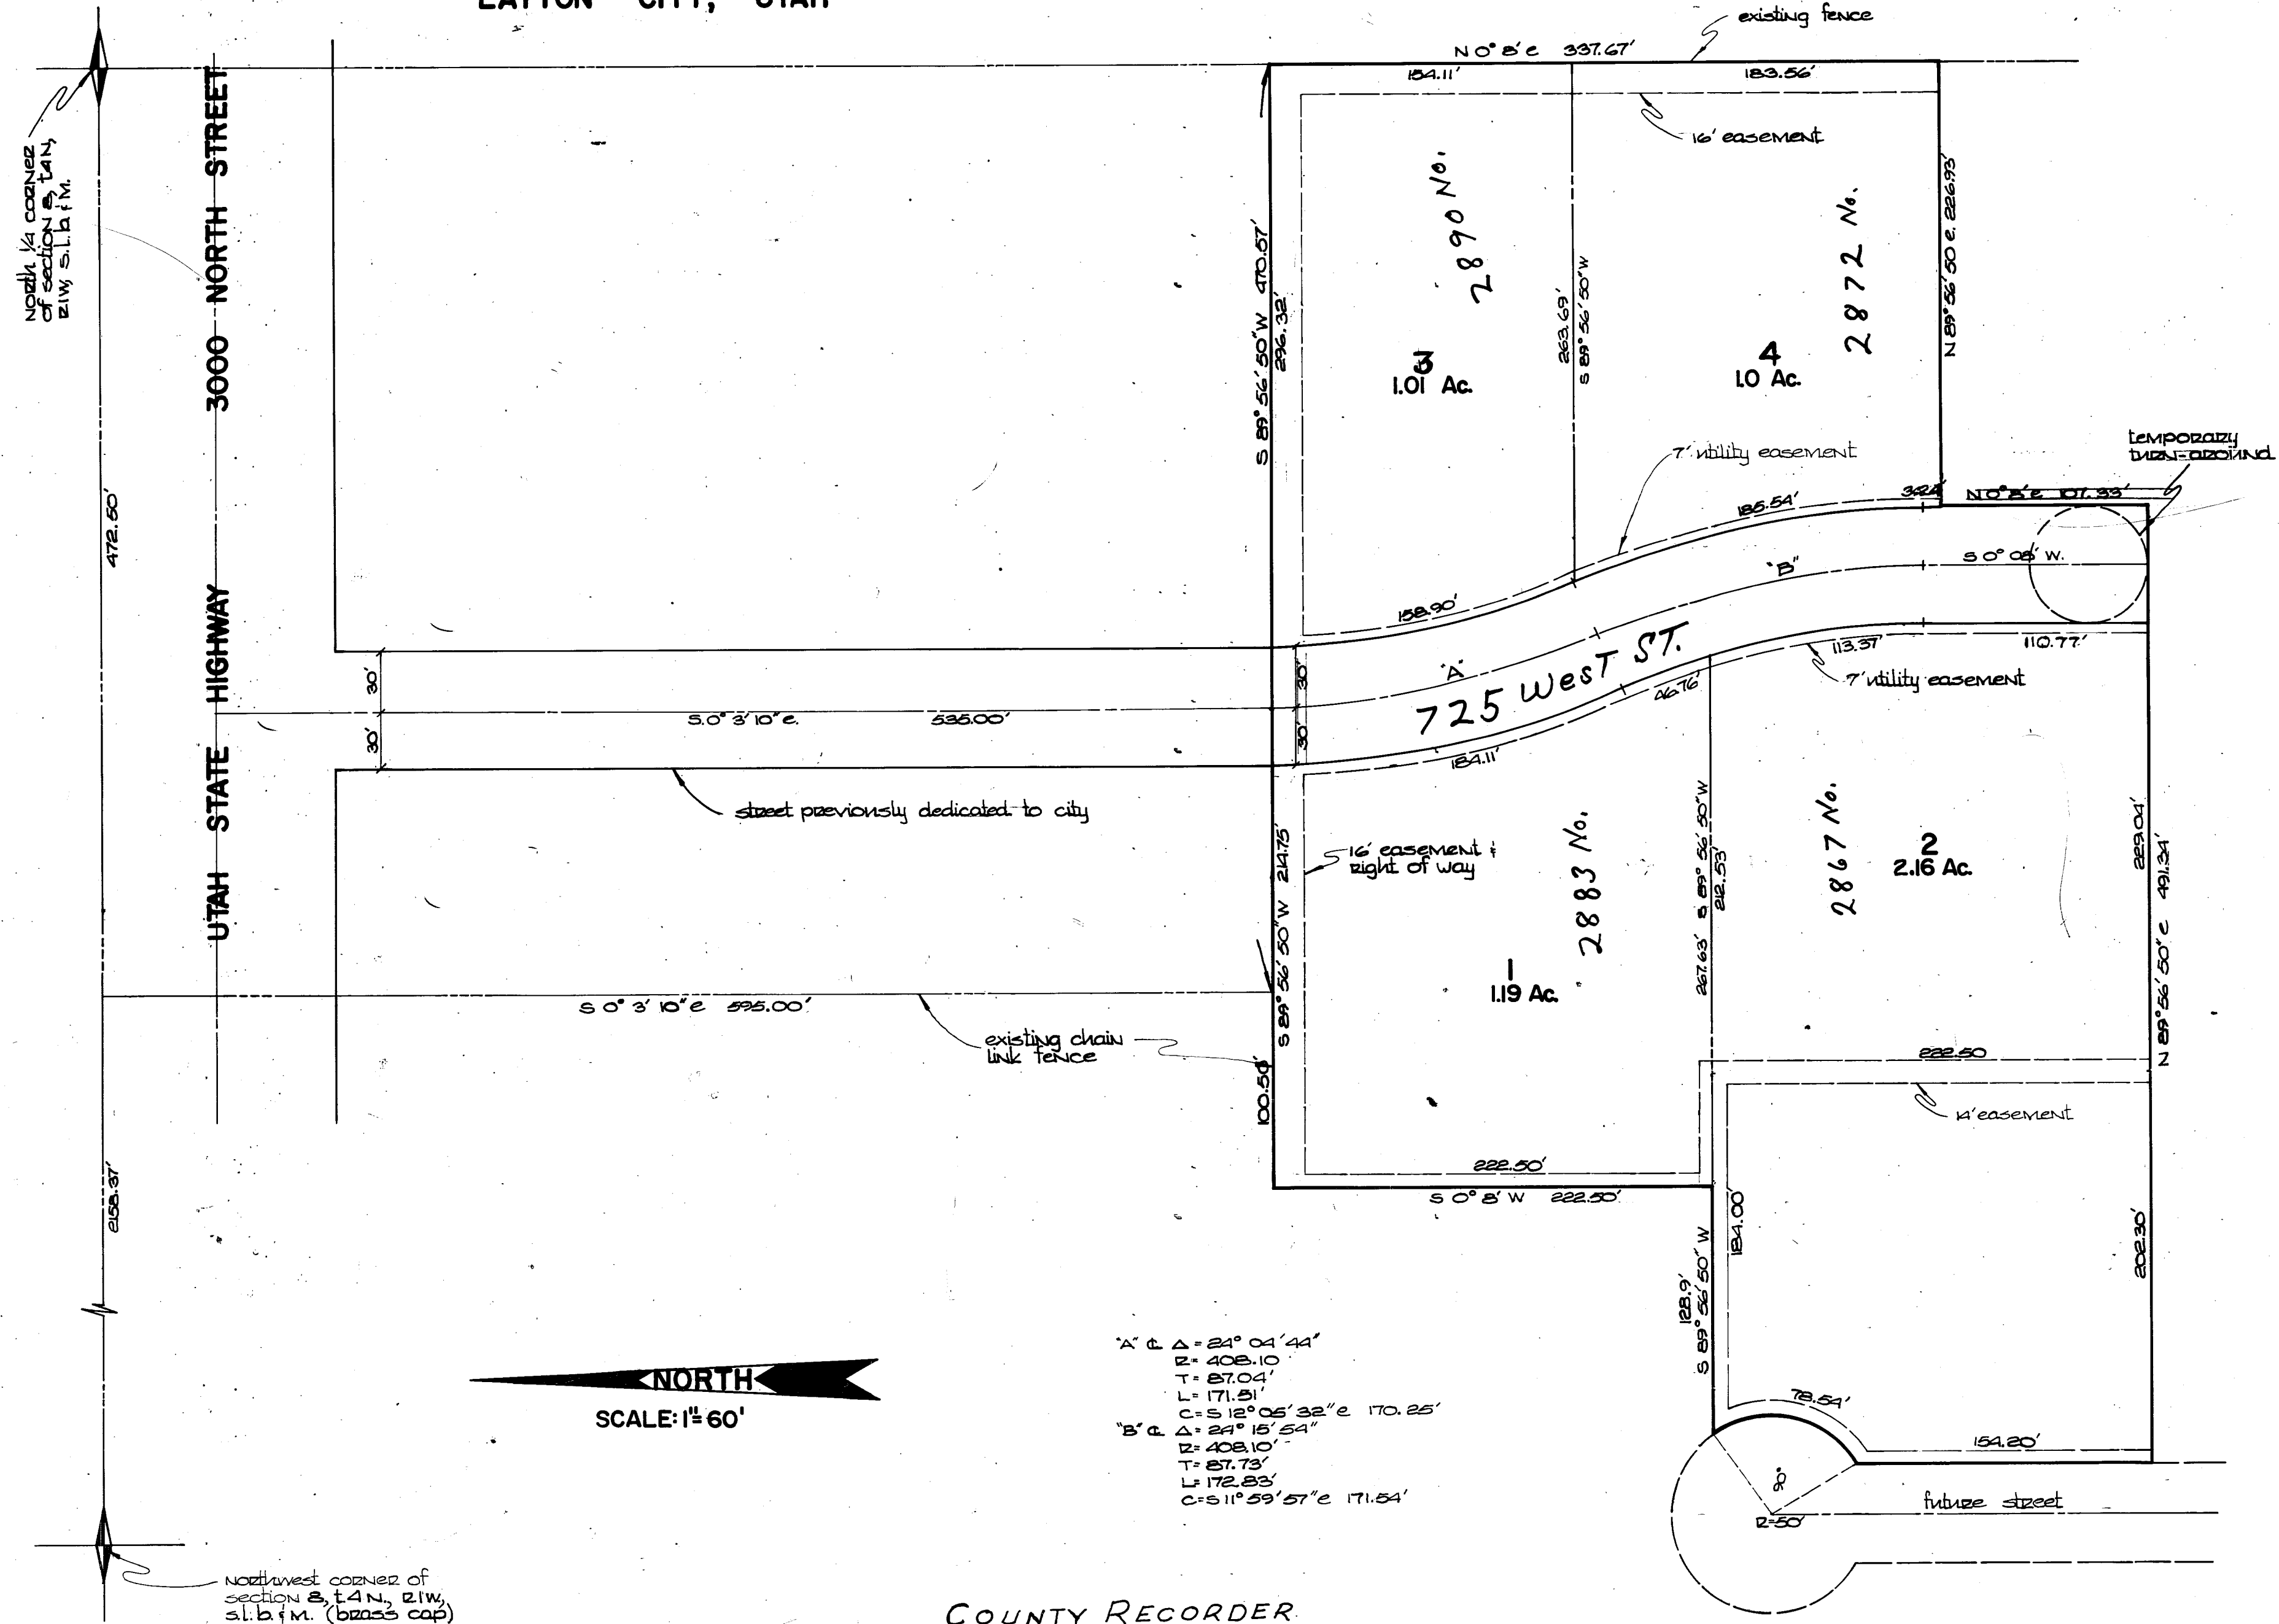 LAYTON CITY, UTAH
existing fence
N 0° 8' e 337.67'
154.11'
183.56'
16' easement
North 1/4 corner
of section 8, t4N,
r1w, s.l.b.&m.
3000 NORTH STREET
UTAH STATE HIGHWAY
472.50'
2158.37'
S 89° 56' 50" W 470.57'
296.32'
2890 No.
3
1.01 Ac.
263.69'
S 89° 56' 50" W
2872 No.
4
1.0 Ac.
N 89° 56' 50 e. 226.93'
7' utility easement
185.54'
N 0° 8' e 107.33'
temporary
turn-around
158.90'
"B"
S 0° 08' W.
"A"
725 West ST.
46.76'
113.37'
110.77'
7' utility easement
30'
30'
S. 0° 3' 10" e. 535.00'
30'
30'
184.11'
street previously dedicated to city
S 89° 56' 50" W 214.75'
16' easement &
right of way
2883 No.
1
1.19 Ac.
267.63' S 89° 56' 50" W
212.53'
2867 No.
2
2.16 Ac.
229.04'
N 89° 56' 50" e 491.34'
S 0° 3' 10" e 595.00'
existing chain
link fence
100.50'
222.50
14' easement
222.50'
S 0° 8' W 222.50'
184.00'
128.9'
S 89° 56' 50" W
202.30'
NORTH
SCALE: 1"=60'
"A" ℄ Δ = 24° 04' 44"
R= 408.10
T= 87.04'
L= 171.51'
C= S 12° 05' 32" e 170.25'
"B" ℄ Δ= 24° 15' 54"
R= 408.10'
T= 87.73'
L= 172.83'
C= S 11° 59' 57" e 171.54'
78.54'
154.20'
90°
R=50'
future street
Northwest corner of
section 8, t.4N., R1W,
s.l.b.&m. (brass cap)
COUNTY RECORDER.